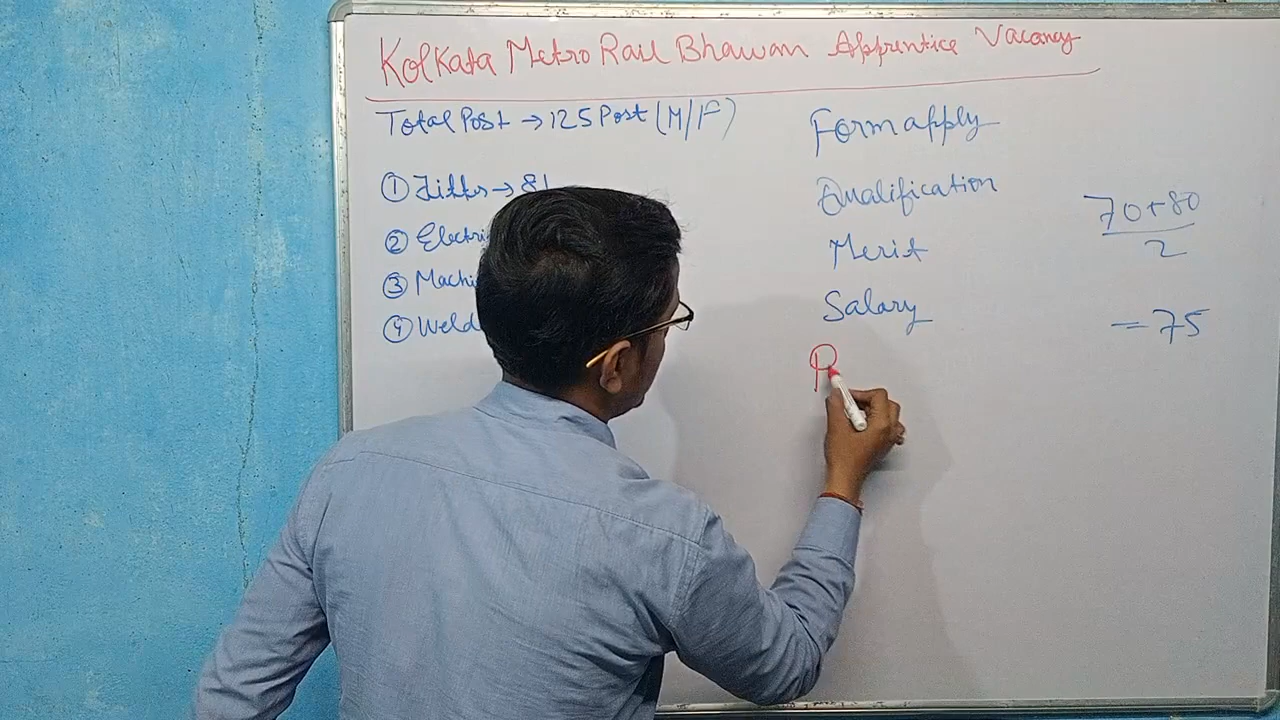 Kolkata Metro Rail Bhawan Apprentice Vacancy
Total Post → 125 Post (M/F)
① Fitter → 81
② Electri
③ Machi
④ Weld
Form apply
Qualification
Merit
Salary
R
70+80
2
= 75